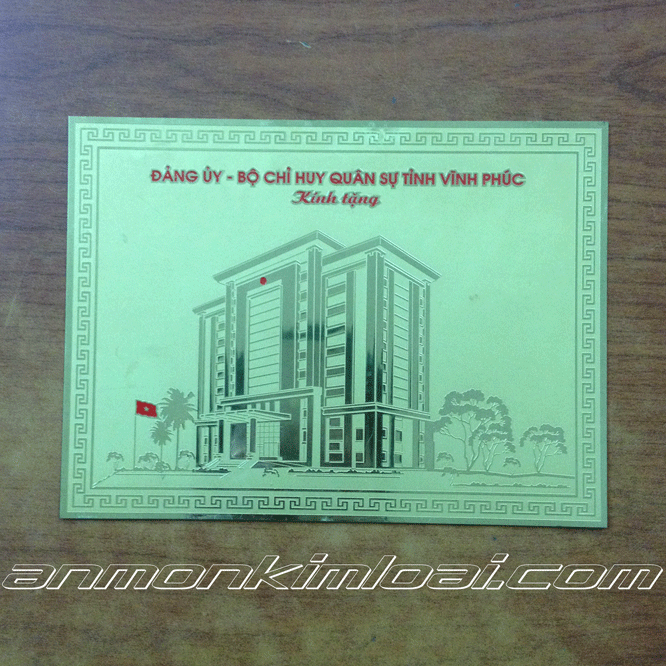 ĐẢNG ỦY - BỘ CHỈ HUY QUÂN SỰ TỈNH VĨNH PHÚC
Kính tặng
anmonkimloai.com